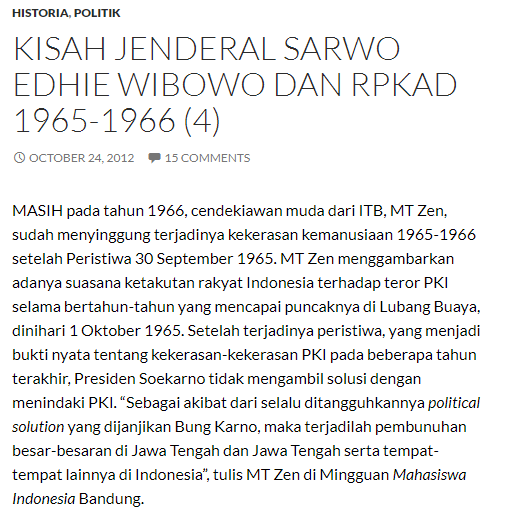 HISTORIA, POLITIK
KISAH JENDERAL SARWO
EDHIE WIBOWO DAN RPKAD
1965-1966 (4)
OCTOBER 24, 2012 15 COMMENTS
MASIH pada tahun 1966, cendekiawan muda dari ITB, MT Zen,
sudah menyinggung terjadinya kekerasan kemanusiaan 1965-1966
setelah Peristiwa 30 September 1965. MT Zen menggambarkan
adanya suasana ketakutan rakyat Indonesia terhadap teror PKI
selama bertahun-tahun yang mencapai puncaknya di Lubang Buaya,
dinihari 1 Oktober 1965. Setelah terjadinya peristiwa, yang menjadi
bukti nyata tentang kekerasan-kekerasan PKI pada beberapa tahun
terakhir, Presiden Soekarno tidak mengambil solusi dengan
menindaki PKI. “Sebagai akibat dari selalu ditangguhkannya political
solution yang dijanjikan Bung Karno, maka terjadilah pembunuhan
besar-besaran di Jawa Tengah dan Jawa Tengah serta tempat-
tempat lainnya di Indonesia”, tulis MT Zen di Mingguan Mahasiswa
Indonesia Bandung.